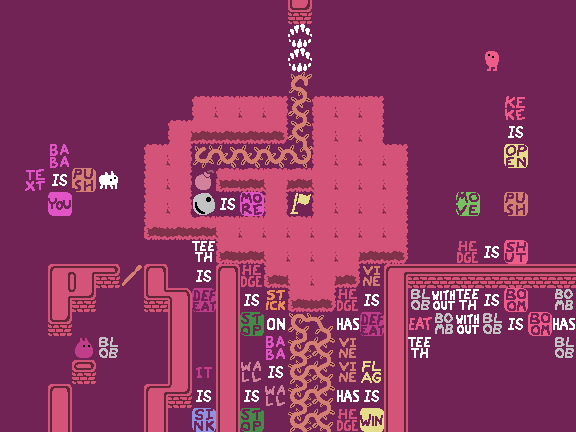 KEKE
IS
BABA OPEN
TEXT IS PUSH
YOU IS MORE MOVE PUSH
TEETH HEDGE IS SHUT
IS HEDGE VINE
DEFEAT IS STICK HEDGE IS BLOB WITH TEETH IS BOOM BOMB
STOP ON HAS DEFEAT EAT BOMB WITHOUT BLOB IS BOOM HAS
BLOB BABA VINE TEETH BLOB
IT WALL IS VINE FLAG
IS IS WALL HAS IS
SINK STOP HEDGE WIN